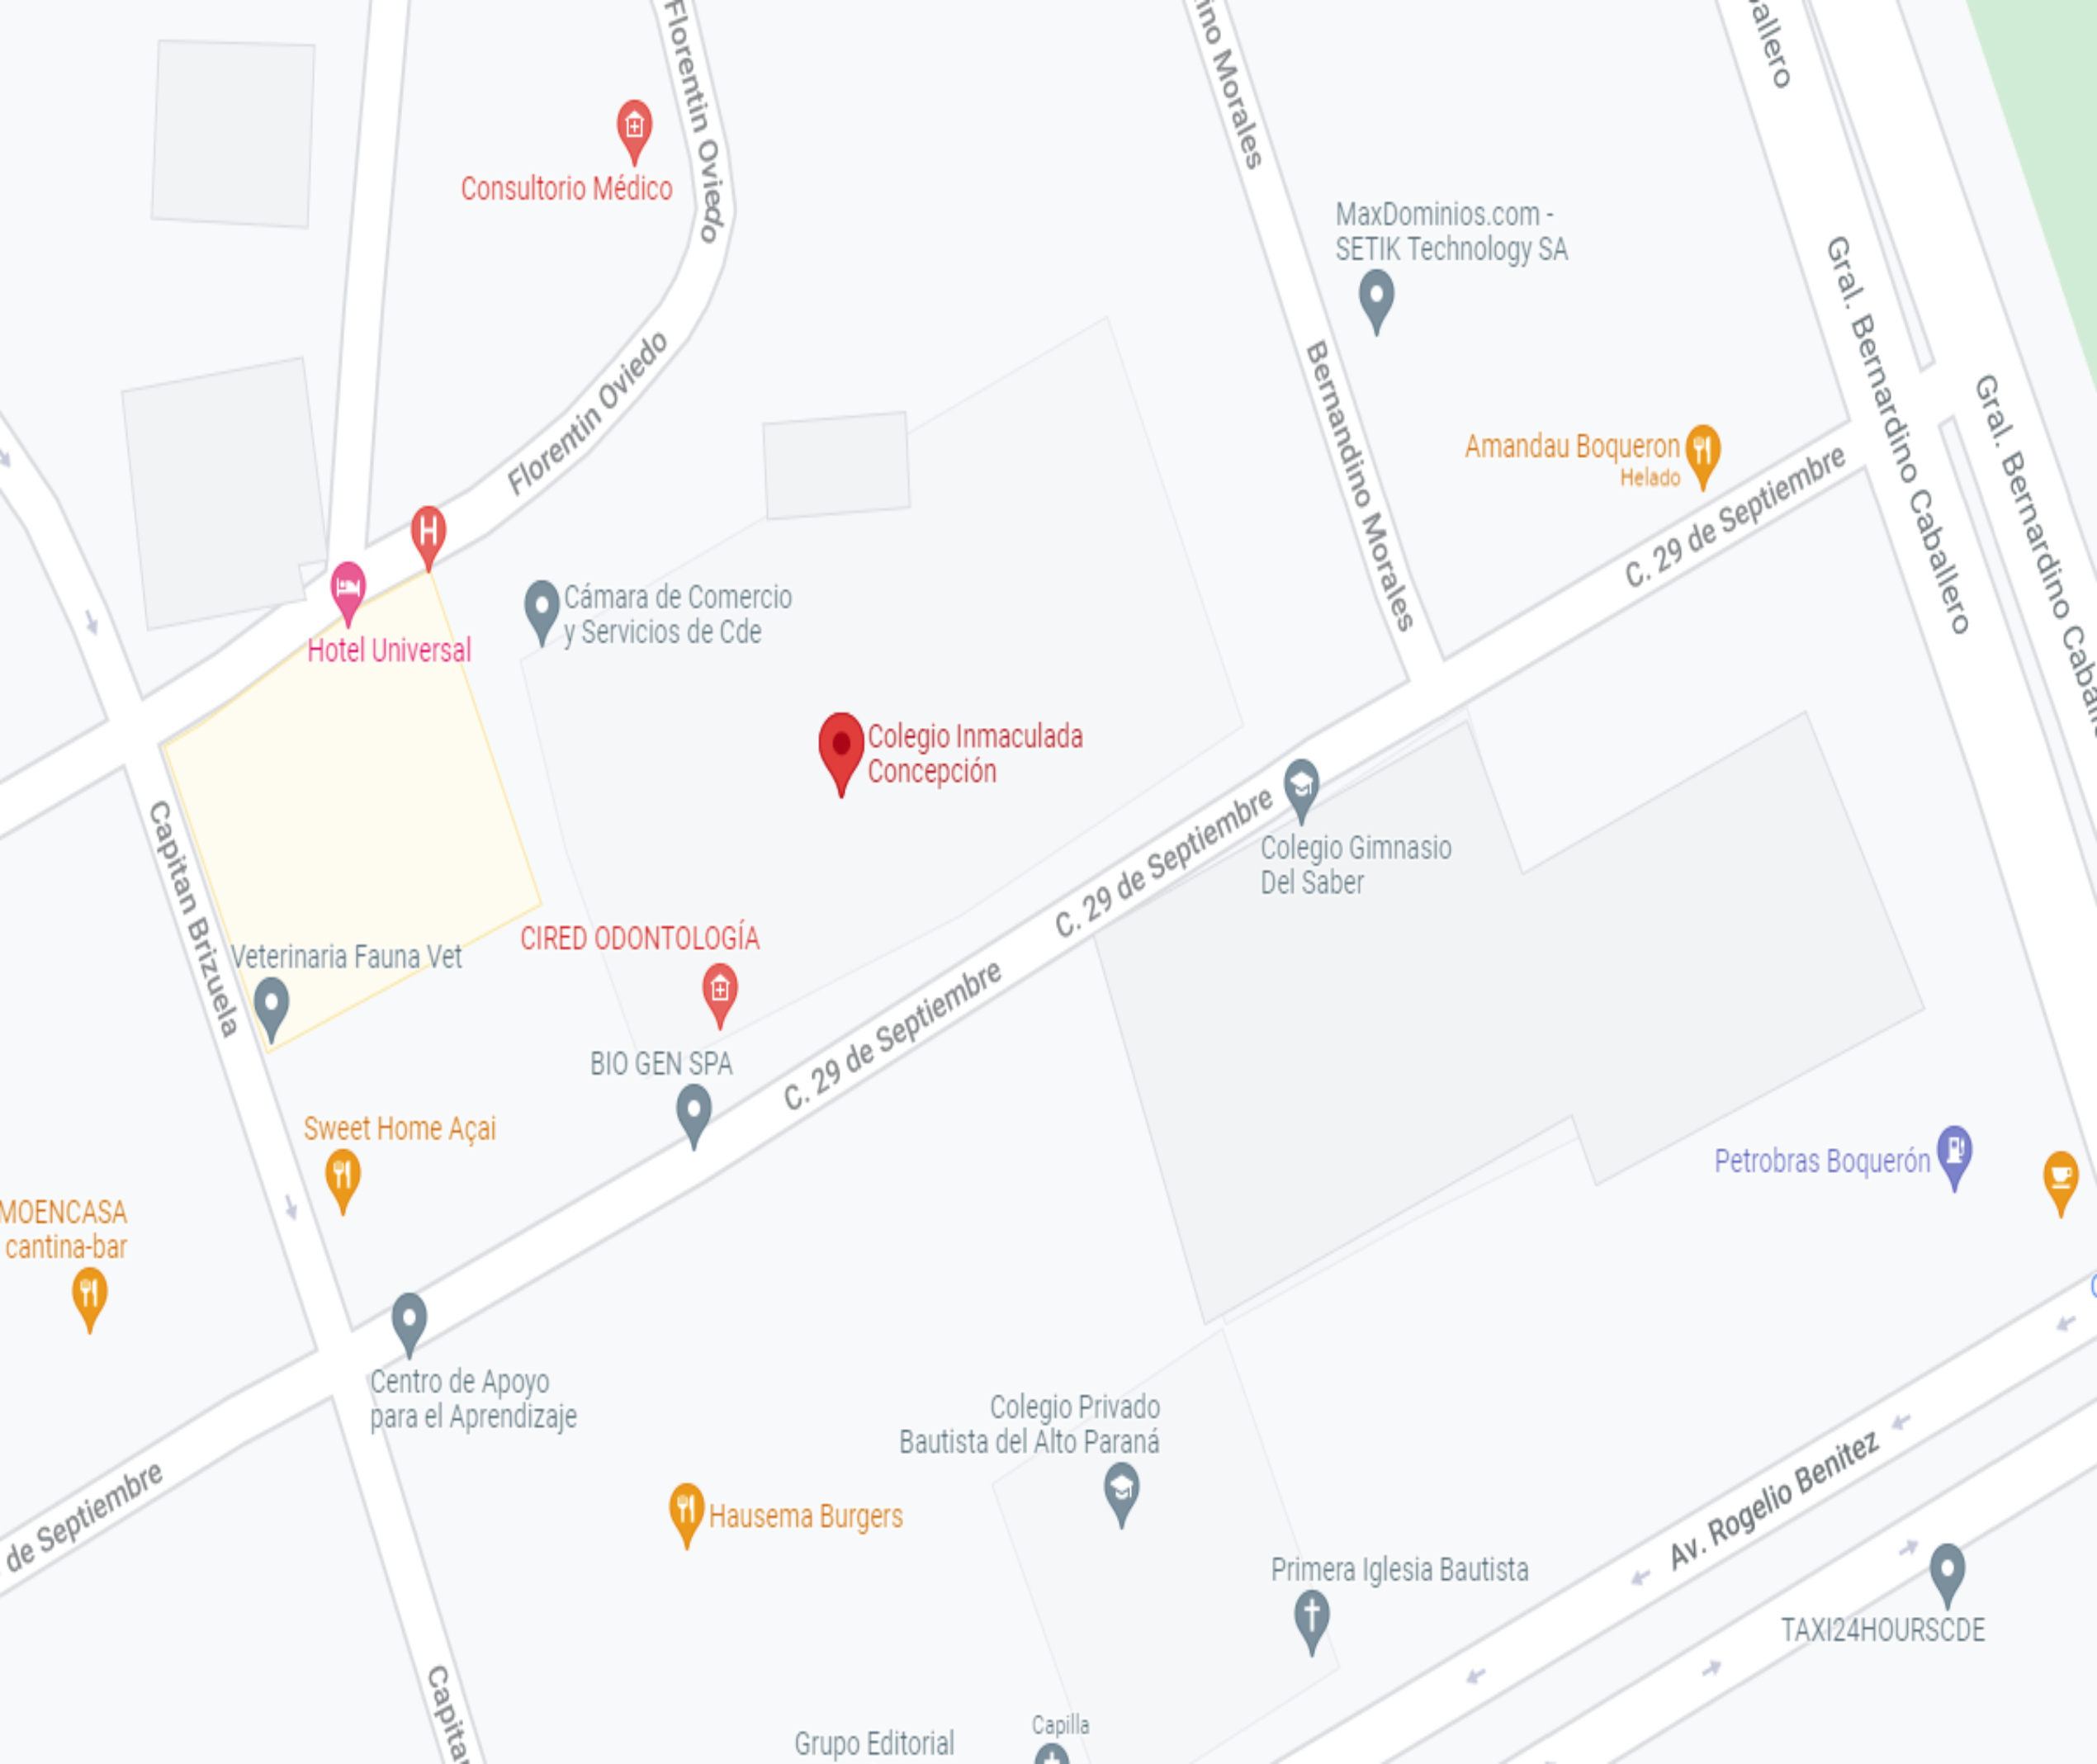 Florentin Oviedo
ino Morales
allero
Consultorio Médico
MaxDominios.com -
SETIK Technology SA
Gral. Bernardino Caballero
Florentin Oviedo
Bernandino Morales
Amandau Boqueron
Helado
C. 29 de Septiembre
Gral. Bernardino Caball
H
Hotel Universal
Cámara de Comercio
y Servicios de Cde
Colegio Inmaculada
Concepción
Capitan Brizuela
C. 29 de Septiembre
Colegio Gimnasio
Del Saber
Veterinaria Fauna Vet
CIRED ODONTOLOGÍA
C. 29 de Septiembre
BIO GEN SPA
Sweet Home Açai
Petrobras Boquerón
MOENCASA
cantina-bar
Centro de Apoyo
para el Aprendizaje
Colegio Privado
Bautista del Alto Paraná
de Septiembre
Hausema Burgers
Av. Rogelio Benitez
Primera Iglesia Bautista
TAXI24HOURSCDE
Capita
Grupo Editorial
Capilla